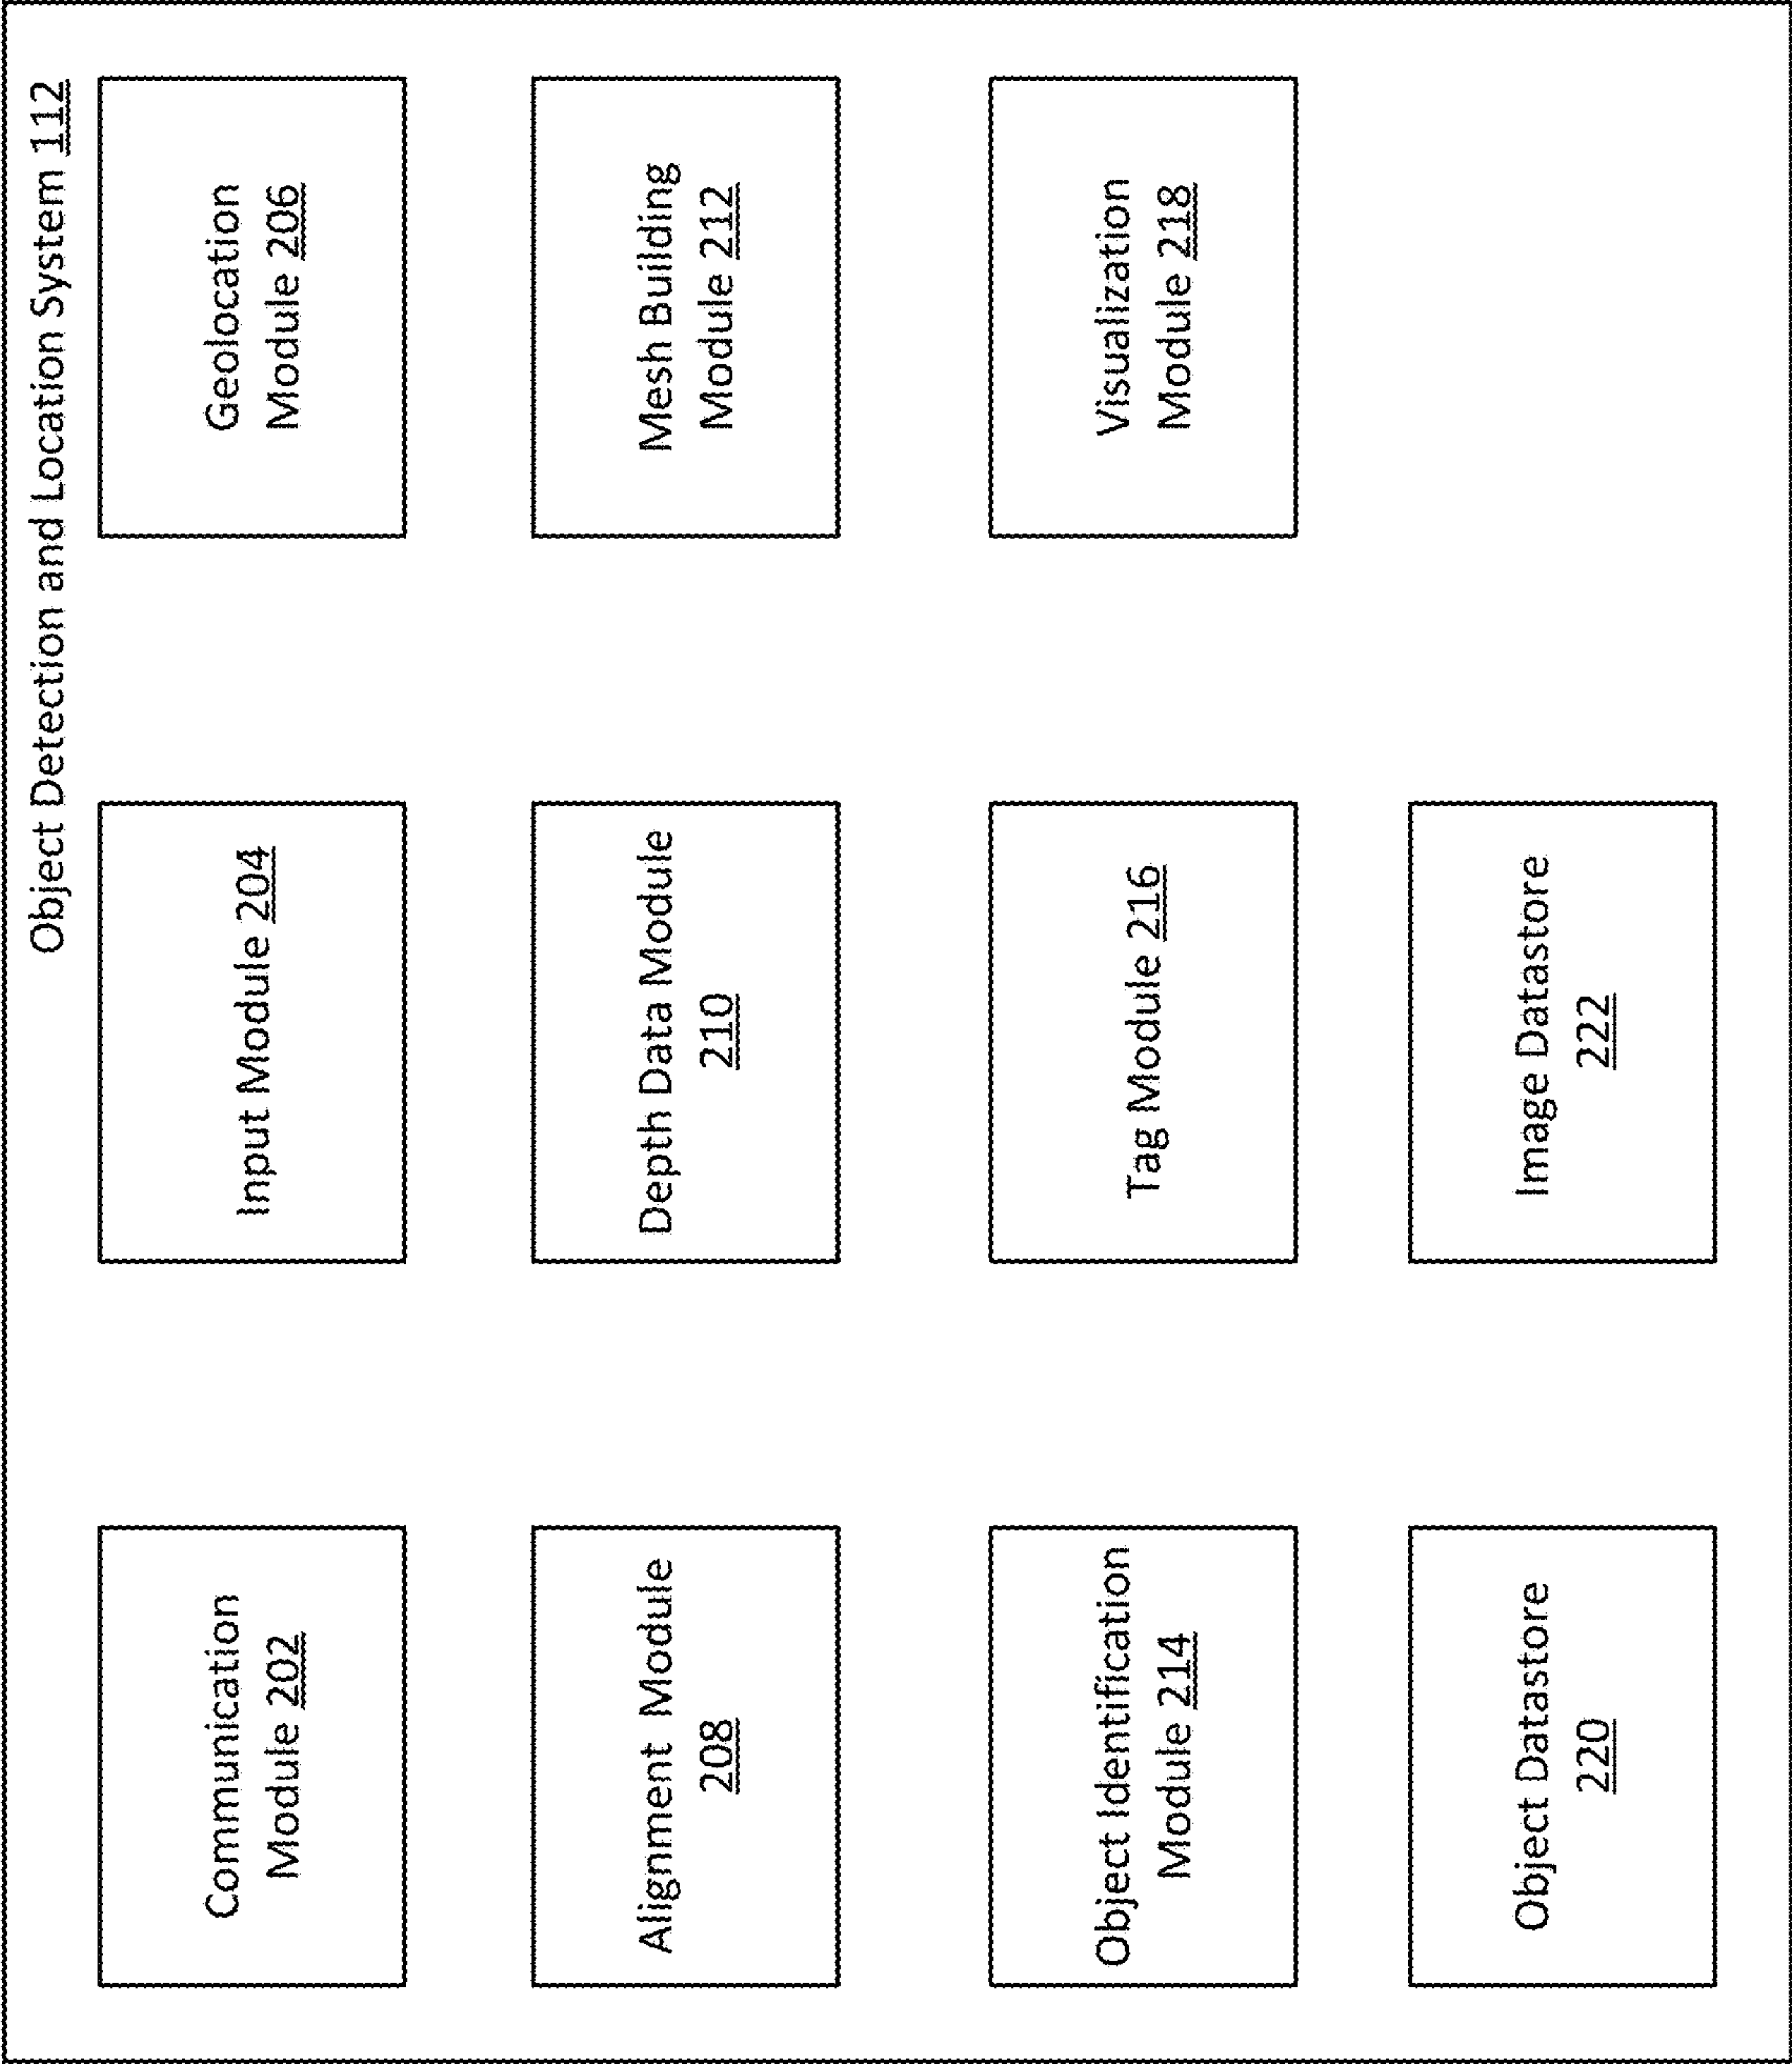 Object Detection and Location System 112
Communication
Module 202
Input Module 204
Geolocation
Module 206
Alignment Module
208
Depth Data Module
210
Mesh Building
Module 212
Object Identification
Module 214
Tag Module 216
Visualization
Module 218
Object Datastore
220
Image Datastore
222